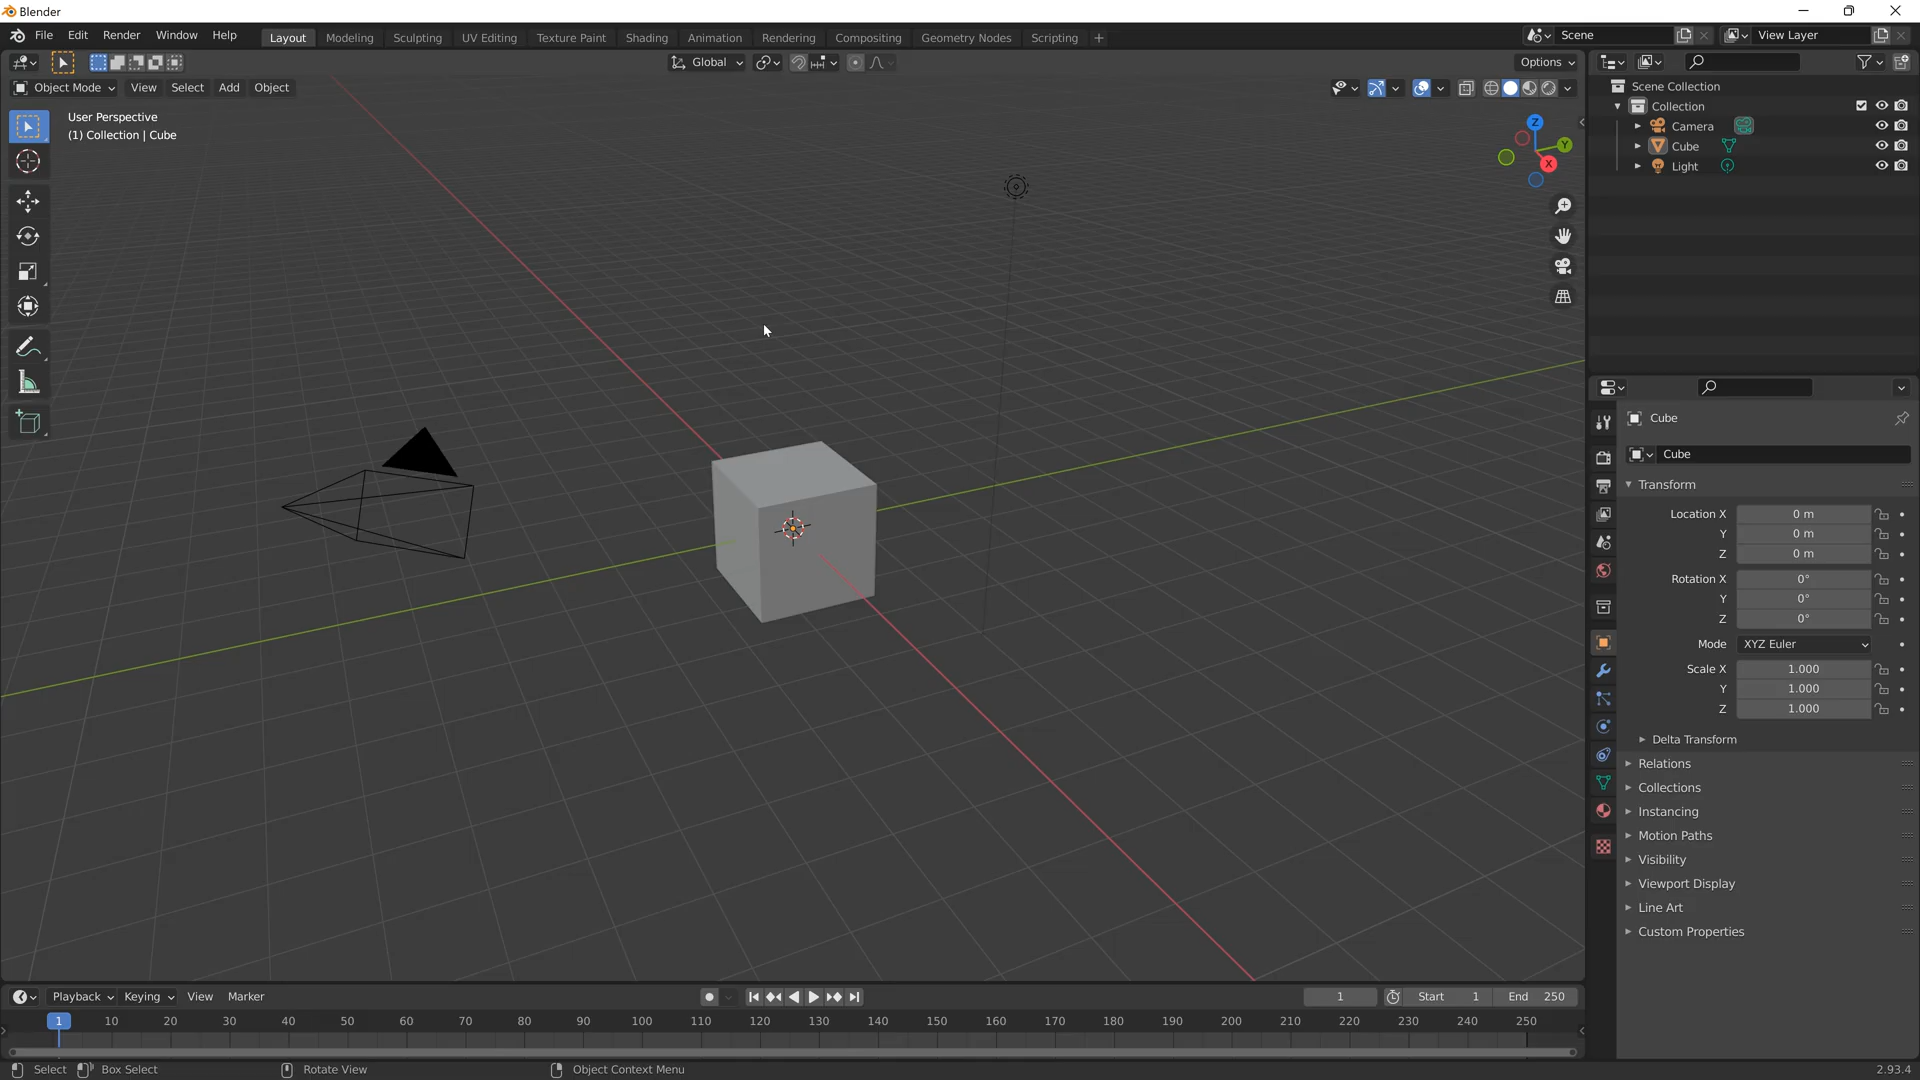 Blender
File Edit Render Window Help Layout Modeling Sculpting UV Editing Texture Paint Shading Animation Rendering Compositing Geometry Nodes Scripting + Scene View Layer
Global Options
Object Mode View Select Add Object
User Perspective
(1) Collection | Cube
Z
Y
X
Scene Collection
Collection
Camera
Cube
Light
Cube
Cube
Transform
Location X 0 m
Y 0 m
Z 0 m
Rotation X 0°
Y 0°
Z 0°
Mode XYZ Euler
Scale X 1.000
Y 1.000
Z 1.000
Delta Transform
Relations
Collections
Instancing
Motion Paths
Visibility
Viewport Display
Line Art
Custom Properties
Playback Keying View Marker 1 Start 1 End 250
1 10 20 30 40 50 60 70 80 90 100 110 120 130 140 150 160 170 180 190 200 210 220 230 240 250
Select Box Select Rotate View Object Context Menu 2.93.4